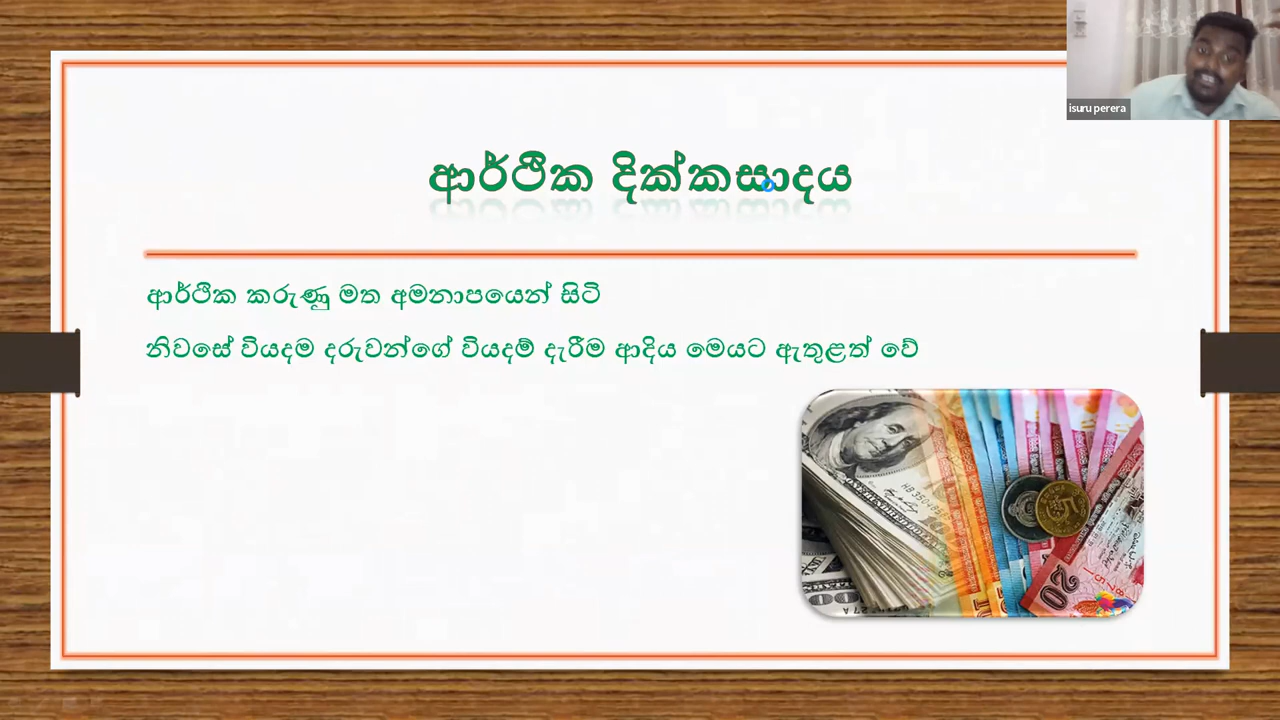 isuru perera
ආර්ථික දික්කසාදය
ආර්ථික කරුණු මත අමනාපයෙන් සිටි
නිවසේ වියදම දරුවන්ගේ වියදම් දැරීම ආදිය මෙයට ඇතුළත් වේ